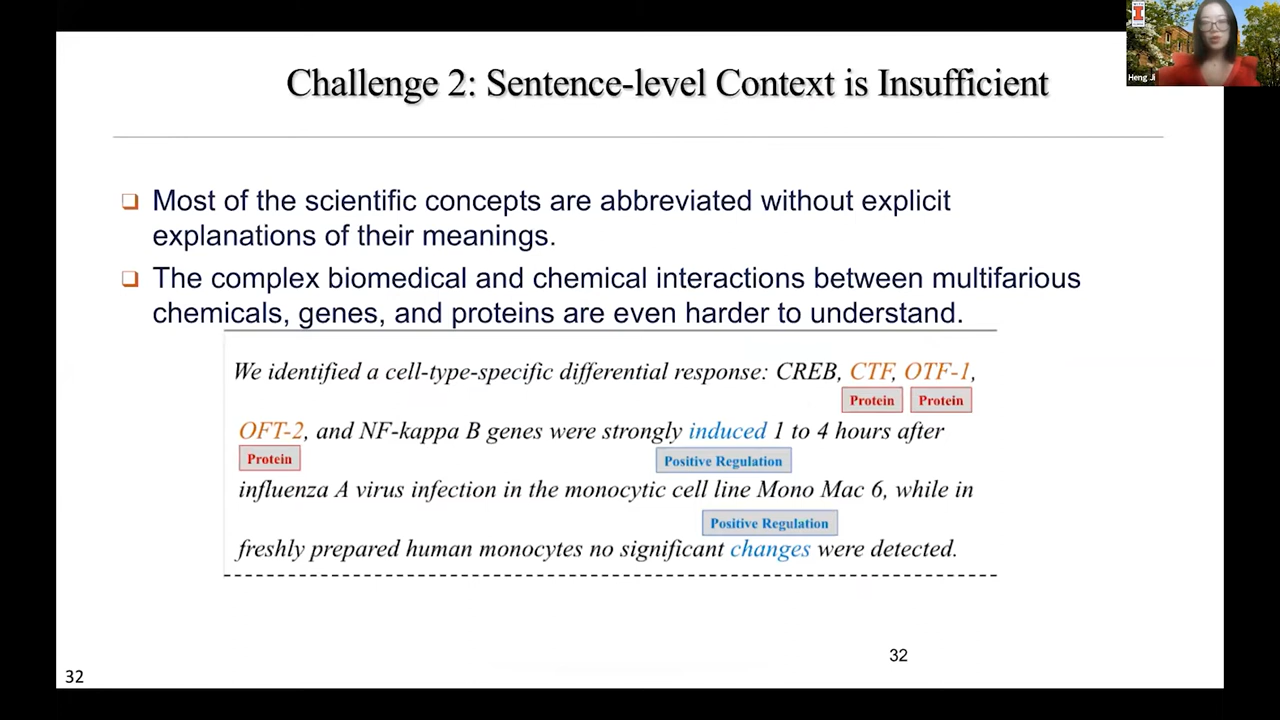 Challenge 2: Sentence-level Context is Insufficient
I
Heng Ji
Most of the scientific concepts are abbreviated without explicit
explanations of their meanings.
The complex biomedical and chemical interactions between multifarious
chemicals, genes, and proteins are even harder to understand.
We identified a cell-type-specific differential response: CREB, CTF, OTF-1,
Protein Protein
OFT-2, and NF-kappa B genes were strongly induced 1 to 4 hours after
Protein Positive Regulation
influenza A virus infection in the monocytic cell line Mono Mac 6, while in
Positive Regulation
freshly prepared human monocytes no significant changes were detected.
32
32